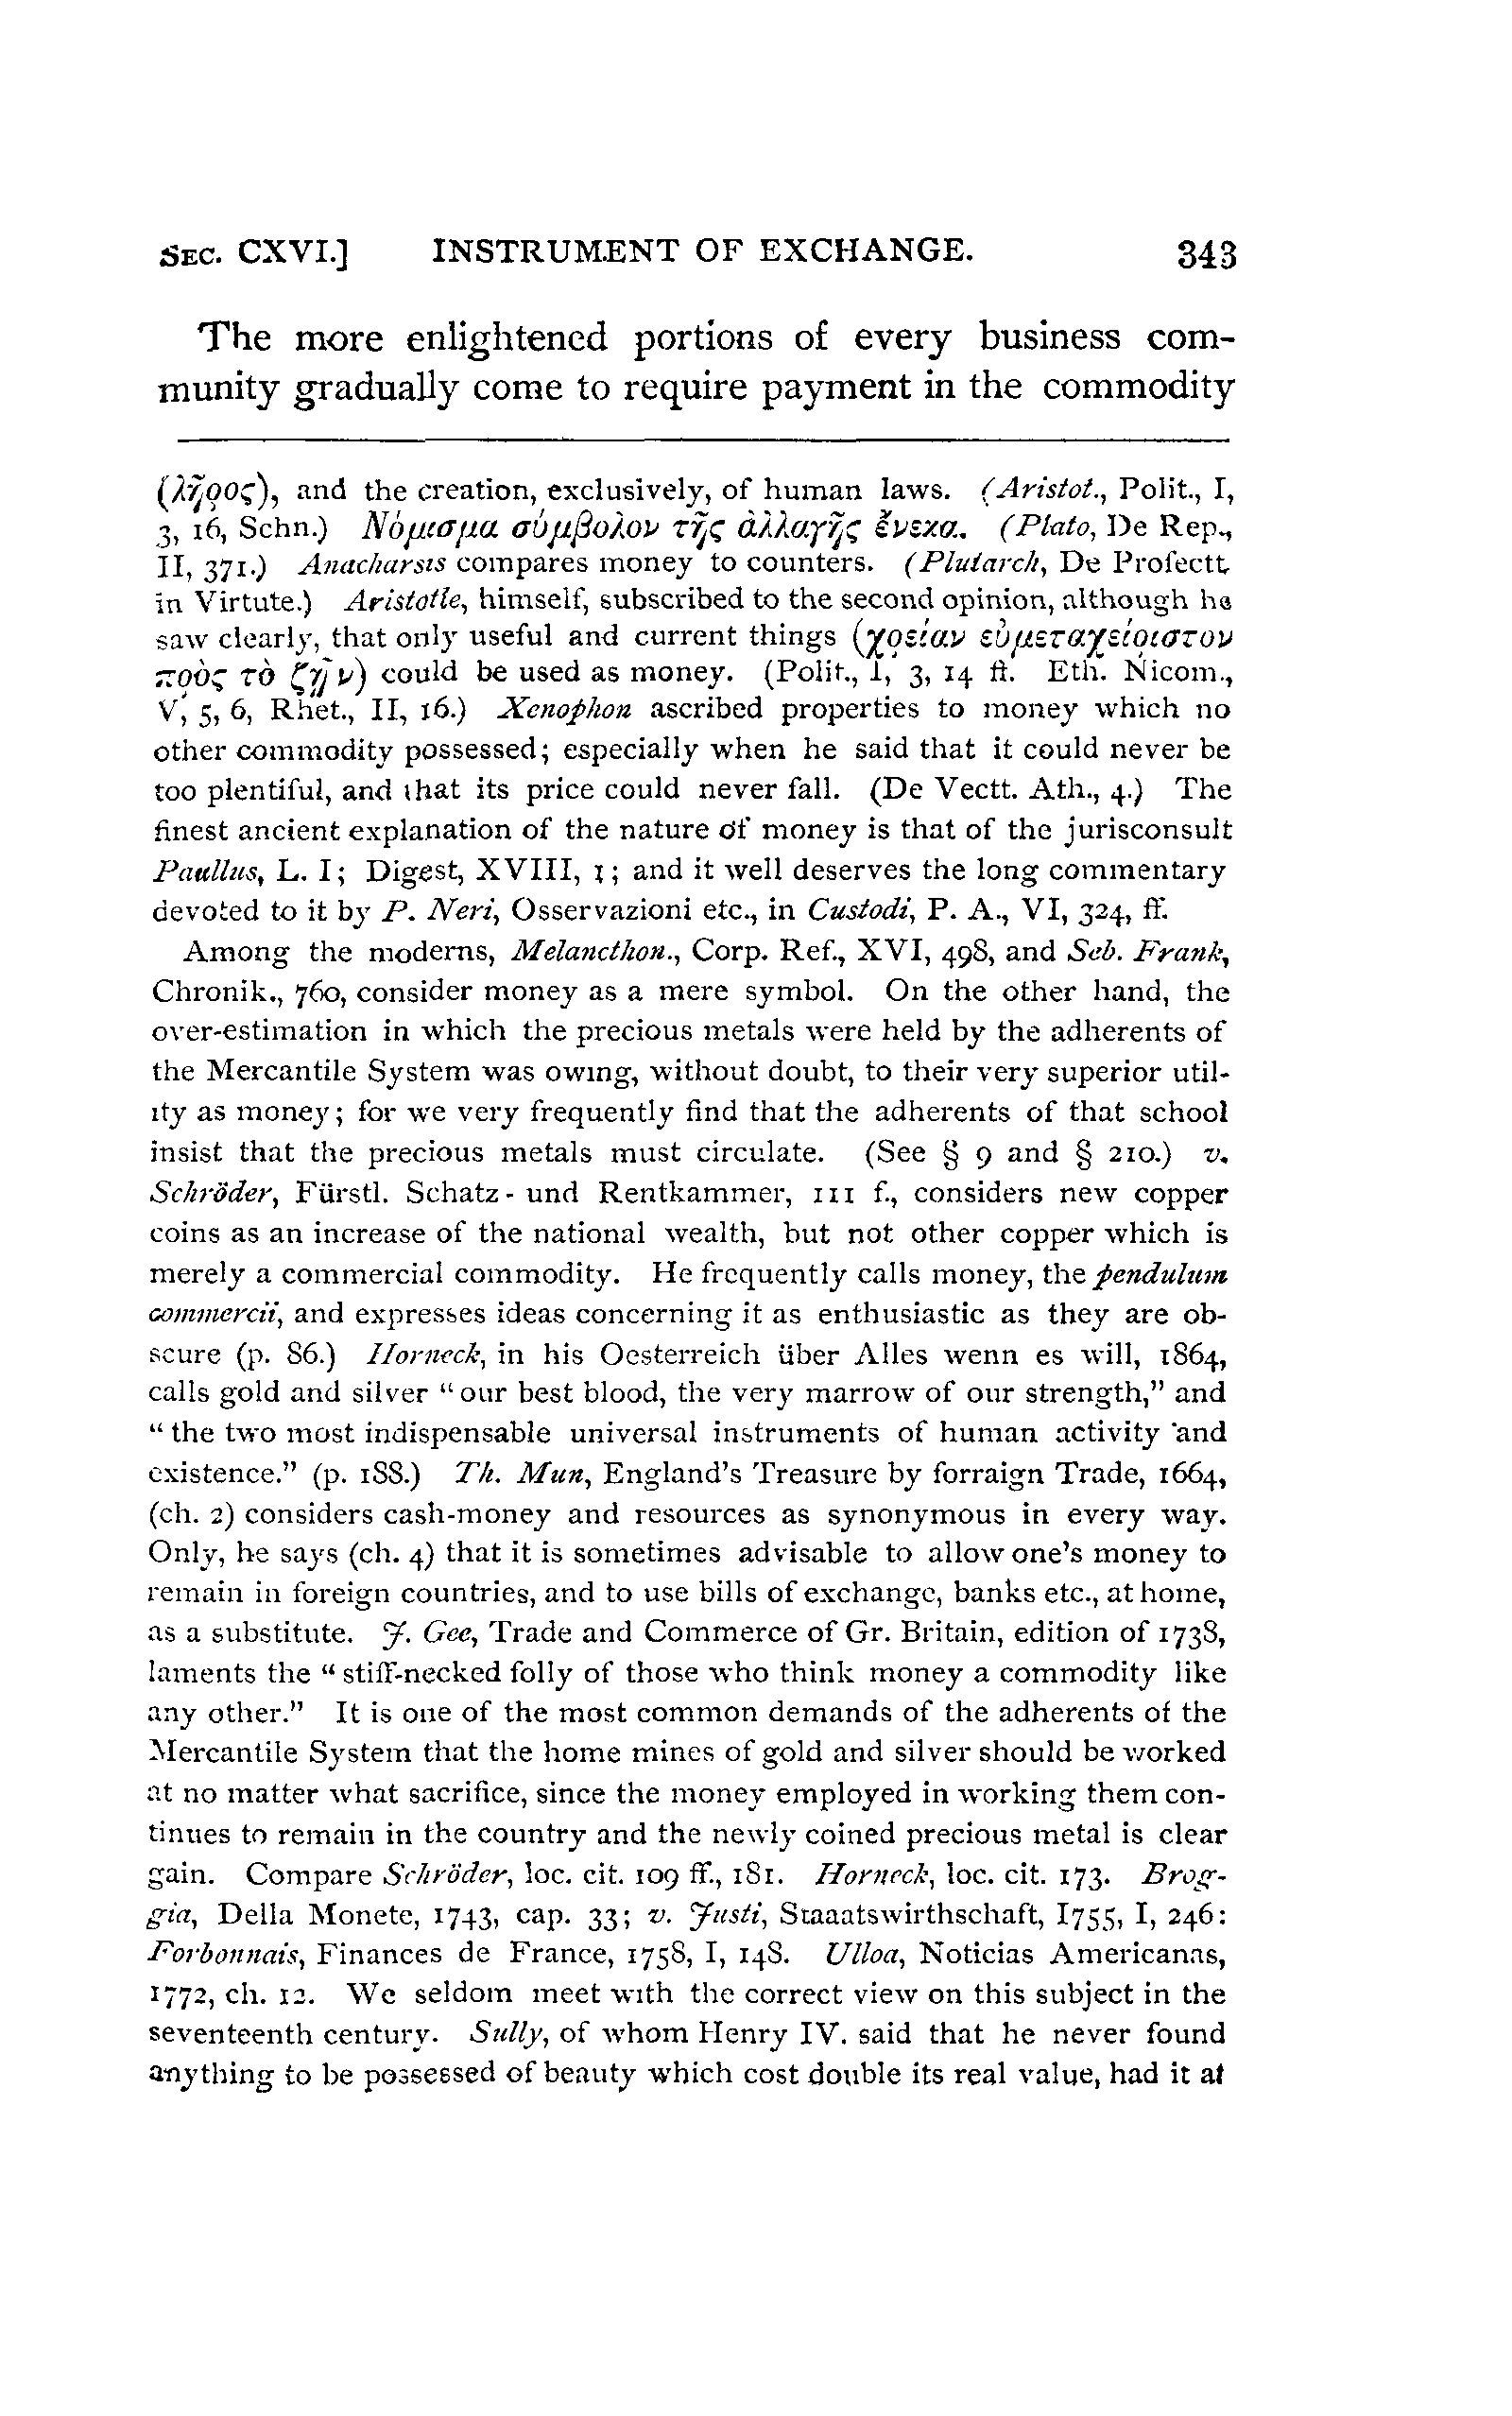 SEC. CXVI.] INSTRUMENT OF EXCHANGE. 343
The more enlightened portions of every business com-
munity gradually come to require payment in the commodity
(λῆρος), and the creation, exclusively, of human laws. (Aristot., Polit., I,
3, 16, Schn.) Νόμισμα σύμβολον τῆς ἀλλαγῆς ἕνεκα. (Plato, De Rep.,
II, 371.) Anacharsis compares money to counters. (Plutarch, De Profectt.
in Virtute.) Aristotle, himself, subscribed to the second opinion, although he
saw clearly, that only useful and current things (χρείαν εὐμεταχείριστον
πρὸς τὸ ζῆν) could be used as money. (Polit., I, 3, 14 ff. Eth. Nicom.,
V, 5, 6, Rhet., II, 16.) Xenophon ascribed properties to money which no
other commodity possessed; especially when he said that it could never be
too plentiful, and that its price could never fall. (De Vectt. Ath., 4.) The
finest ancient explanation of the nature of money is that of the jurisconsult
Paullus, L. I; Digest, XVIII, 1; and it well deserves the long commentary
devoted to it by P. Neri, Osservazioni etc., in Custodi, P. A., VI, 324, ff.
Among the moderns, Melancthon., Corp. Ref., XVI, 498, and Seb. Frank,
Chronik., 760, consider money as a mere symbol. On the other hand, the
over-estimation in which the precious metals were held by the adherents of
the Mercantile System was owing, without doubt, to their very superior util-
ity as money; for we very frequently find that the adherents of that school
insist that the precious metals must circulate. (See § 9 and § 210.) v.
Schröder, Fürstl. Schatz- und Rentkammer, 111 f., considers new copper
coins as an increase of the national wealth, but not other copper which is
merely a commercial commodity. He frequently calls money, the pendulum
commercii, and expresses ideas concerning it as enthusiastic as they are ob-
scure (p. 86.) Horneck, in his Oesterreich über Alles wenn es will, 1864,
calls gold and silver "our best blood, the very marrow of our strength," and
"the two most indispensable universal instruments of human activity and
existence." (p. 188.) Th. Mun, England's Treasure by forraign Trade, 1664,
(ch. 2) considers cash-money and resources as synonymous in every way.
Only, he says (ch. 4) that it is sometimes advisable to allow one's money to
remain in foreign countries, and to use bills of exchange, banks etc., at home,
as a substitute. J. Gee, Trade and Commerce of Gr. Britain, edition of 1738,
laments the "stiff-necked folly of those who think money a commodity like
any other." It is one of the most common demands of the adherents of the
Mercantile System that the home mines of gold and silver should be worked
at no matter what sacrifice, since the money employed in working them con-
tinues to remain in the country and the newly coined precious metal is clear
gain. Compare Schröder, loc. cit. 109 ff., 181. Horneck, loc. cit. 173. Brog-
gia, Della Monete, 1743, cap. 33; v. Justi, Staaatswirthschaft, 1755, I, 246:
Forbonnais, Finances de France, 1758, I, 148. Ulloa, Noticias Americanas,
1772, ch. 12. We seldom meet with the correct view on this subject in the
seventeenth century. Sully, of whom Henry IV. said that he never found
anything to be possessed of beauty which cost double its real value, had it at